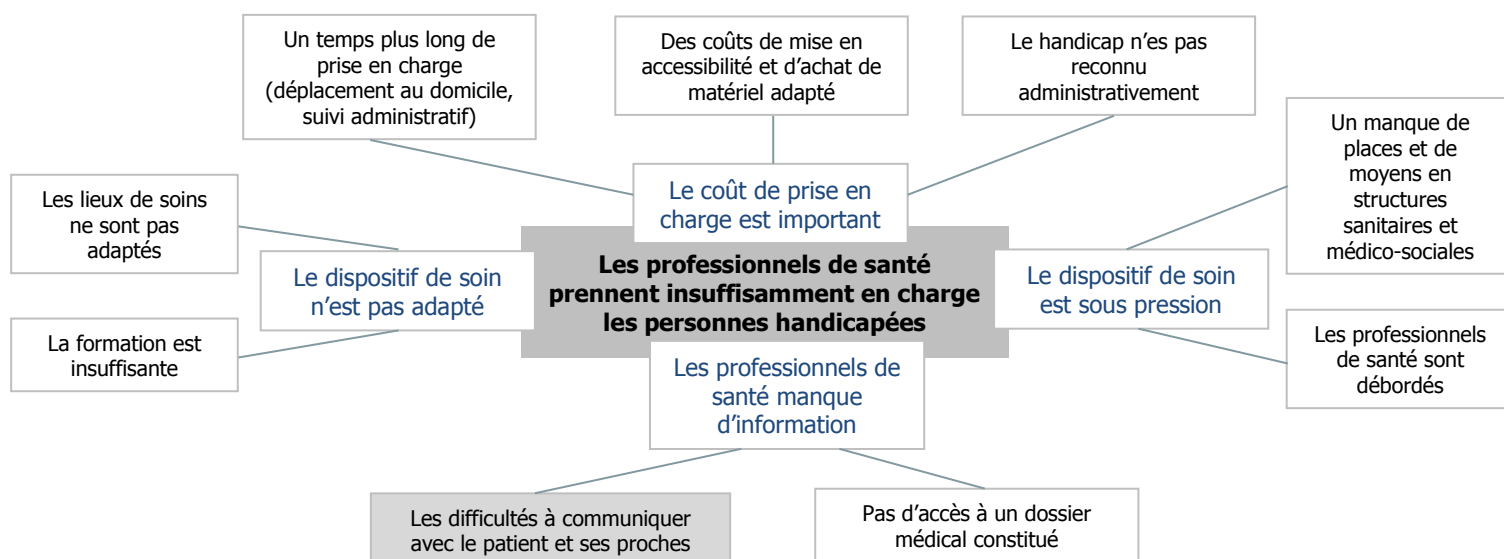 Un temps plus long de
prise en charge
(déplacement au domicile,
suivi administratif)
Des coûts de mise en
accessibilité et d'achat de
matériel adapté
Le handicap n'es pas
reconnu
administrativement
Un manque de
places et de
moyens en
structures
sanitaires et
médico-sociales
Les lieux de soins
ne sont pas
adaptés
Le coût de prise en
charge est important
Le dispositif de soin
n'est pas adapté
Les professionnels de santé
prennent insuffisamment en charge
les personnes handicapées
Le dispositif de soin
est sous pression
La formation est
insuffisante
Les professionnels
de santé sont
débordés
Les professionnels de
santé manque
d'information
Les difficultés à communiquer
avec le patient et ses proches
Pas d'accès à un dossier
médical constitué